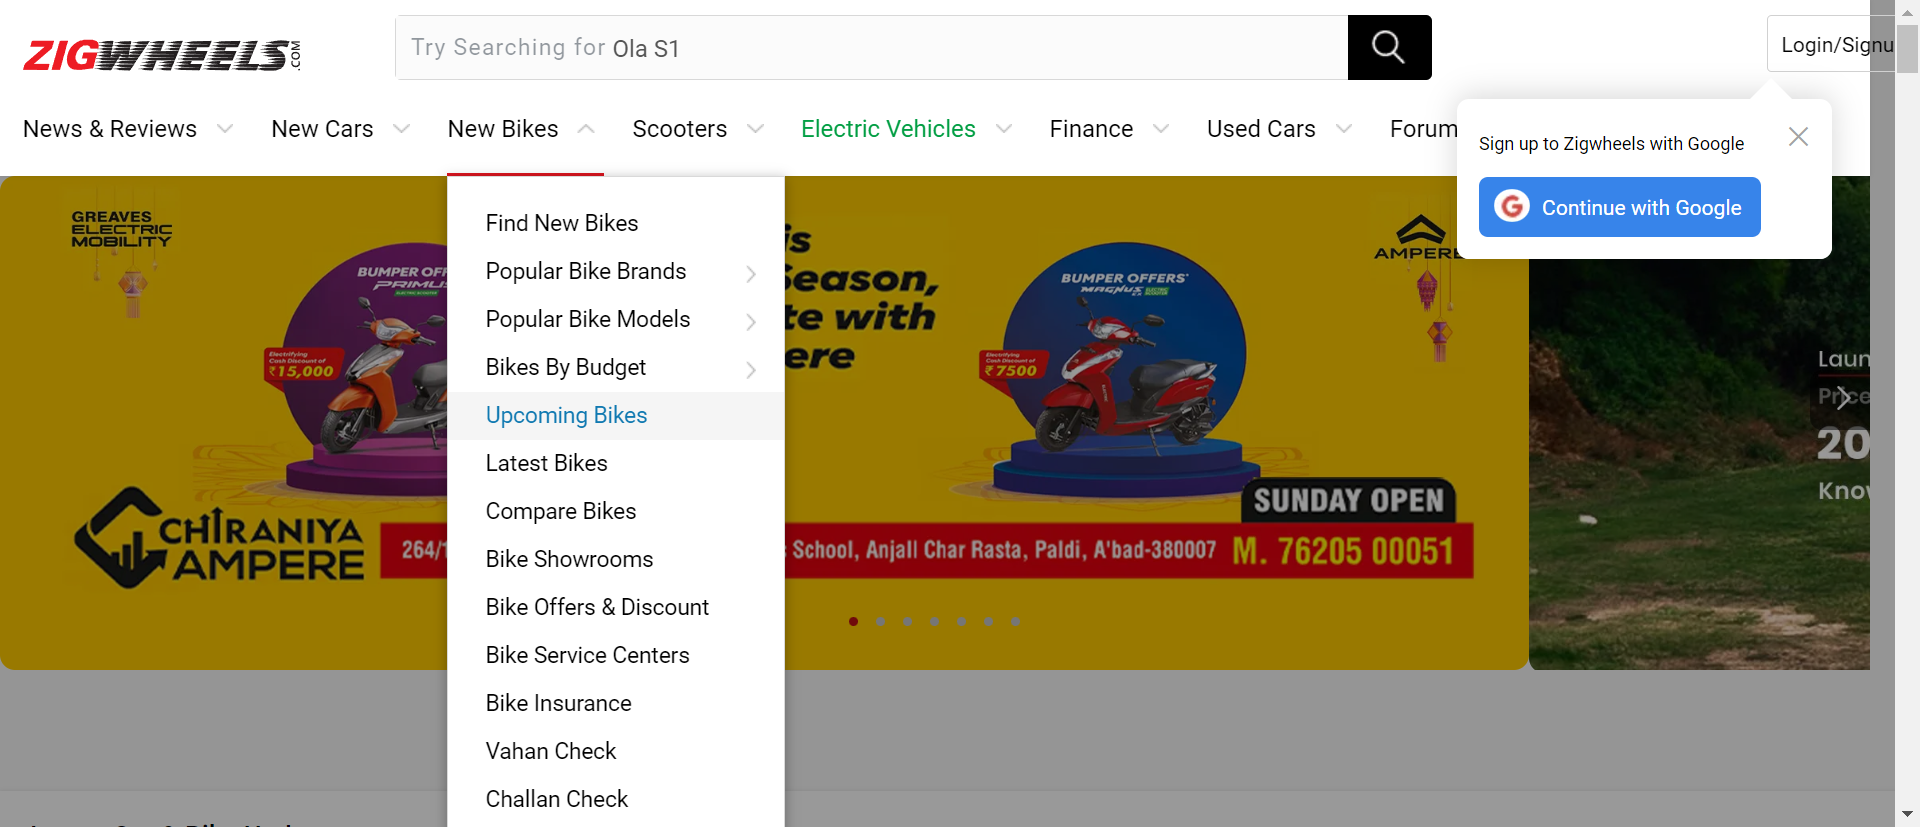 ZIGWHEELS.COM
Try Searching for Ola S1
Login/Signu
News & Reviews
New Cars
New Bikes
Scooters
Electric Vehicles
Finance
Used Cars
Forum
Sign up to Zigwheels with Google
Continue with Google
Find New Bikes
Popular Bike Brands
Popular Bike Models
Bikes By Budget
Upcoming Bikes
Latest Bikes
Compare Bikes
Bike Showrooms
Bike Offers & Discount
Bike Service Centers
Bike Insurance
Vahan Check
Challan Check
GREAVES
ELECTRIC
MOBILITY
BUMPER OFF
PRIMUS
Electrifying
Cash Discount of
₹15,000
CHIRANIYA
AMPERE
264/1
is
Season,
te with
ere
BUMPER OFFERS*
MAGNUS EX
Electrifying
Cash Discount of
₹7500
AMPERE
SUNDAY OPEN
School, Anjall Char Rasta, Paldi, A'bad-380007 M. 76205 00051
Laun
Price
20
Know